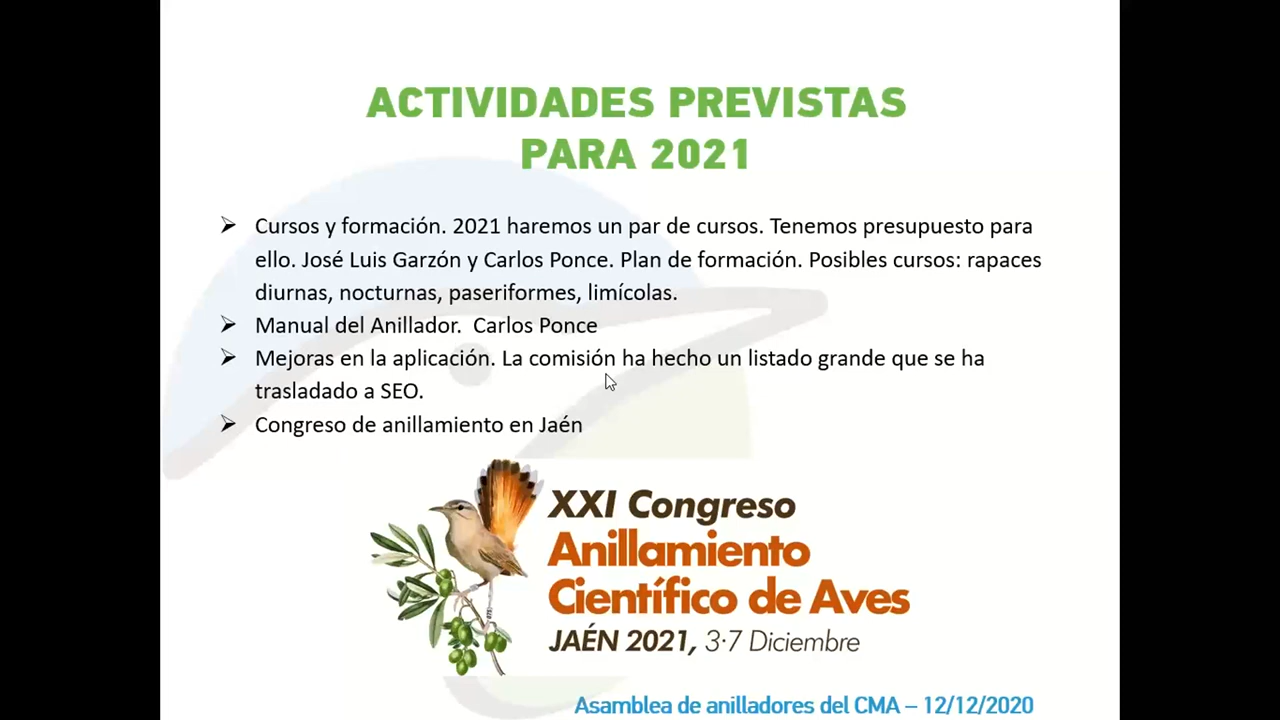 ACTIVIDADES PREVISTAS
PARA 2021
Cursos y formación. 2021 haremos un par de cursos. Tenemos presupuesto para
ello. José Luis Garzón y Carlos Ponce. Plan de formación. Posibles cursos: rapaces
diurnas, nocturnas, paseriformes, limícolas.
Manual del Anillador. Carlos Ponce
Mejoras en la aplicación. La comisión ha hecho un listado grande que se ha
trasladado a SEO.
Congreso de anillamiento en Jaén
XXI Congreso
Anillamiento
Científico de Aves
JAÉN 2021, 3·7 Diciembre
Asamblea de anilladores del CMA – 12/12/2020